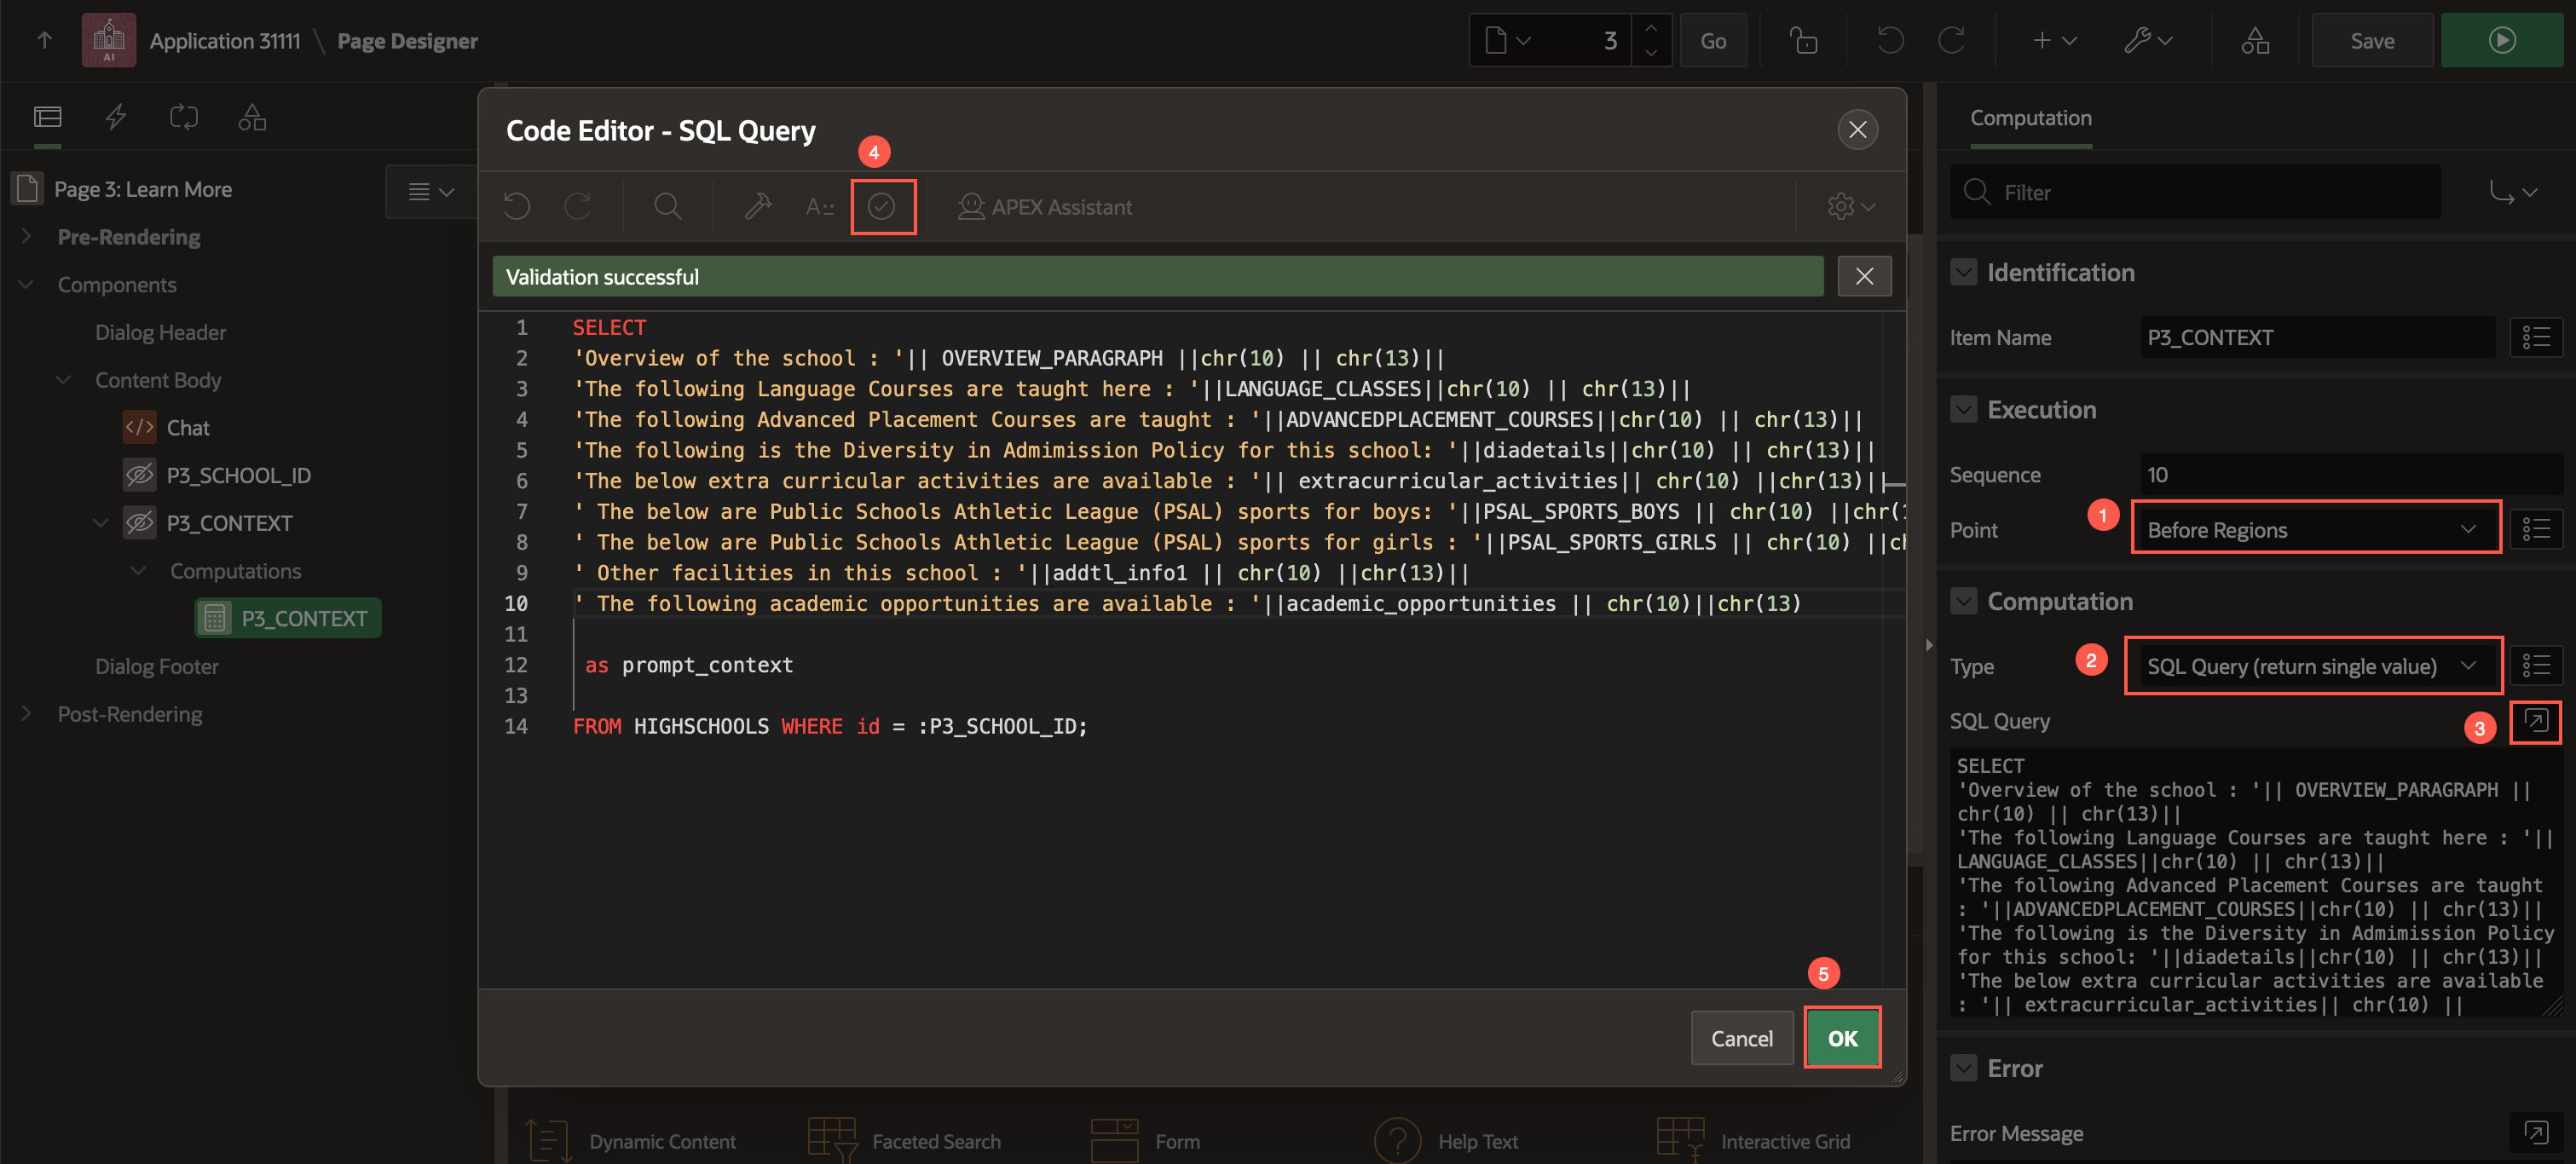 AI
Application 31111 \ Page Designer
3
Go
Save
Page 3: Learn More
Pre-Rendering
Components
Dialog Header
Content Body
Chat
P3_SCHOOL_ID
P3_CONTEXT
Computations
P3_CONTEXT
Dialog Footer
Post-Rendering
Code Editor - SQL Query
4
A::
APEX Assistant
Validation successful
1 SELECT
2 'Overview of the school : '|| OVERVIEW_PARAGRAPH ||chr(10) || chr(13)||
3 'The following Language Courses are taught here : '||LANGUAGE_CLASSES||chr(10) || chr(13)||
4 'The following Advanced Placement Courses are taught : '||ADVANCEDPLACEMENT_COURSES||chr(10) || chr(13)||
5 'The following is the Diversity in Admimission Policy for this school: '||diadetails||chr(10) || chr(13)||
6 'The below extra curricular activities are available : '|| extracurricular_activities|| chr(10) ||chr(13)||
7 ' The below are Public Schools Athletic League (PSAL) sports for boys: '||PSAL_SPORTS_BOYS || chr(10) ||chr(
8 ' The below are Public Schools Athletic League (PSAL) sports for girls : '||PSAL_SPORTS_GIRLS || chr(10) ||
9 ' Other facilities in this school : '||addtl_info1 || chr(10) ||chr(13)||
10 ' The following academic opportunities are available : '||academic_opportunities || chr(10)||chr(13)
11
12 as prompt_context
13
14 FROM HIGHSCHOOLS WHERE id = :P3_SCHOOL_ID;
5
Cancel
OK
Dynamic Content
Faceted Search
Form
Help Text
Interactive Grid
Computation
Filter
Identification
Item Name P3_CONTEXT
Execution
Sequence 10
1
Point Before Regions
Computation
2
Type SQL Query (return single value)
SQL Query
3
SELECT
'Overview of the school : '|| OVERVIEW_PARAGRAPH ||
chr(10) || chr(13)||
'The following Language Courses are taught here : '||
LANGUAGE_CLASSES||chr(10) || chr(13)||
'The following Advanced Placement Courses are taught
: '||ADVANCEDPLACEMENT_COURSES||chr(10) || chr(13)||
'The following is the Diversity in Admimission Policy
for this school: '||diadetails||chr(10) || chr(13)||
'The below extra curricular activities are available
: '|| extracurricular_activities|| chr(10) ||
Error
Error Message